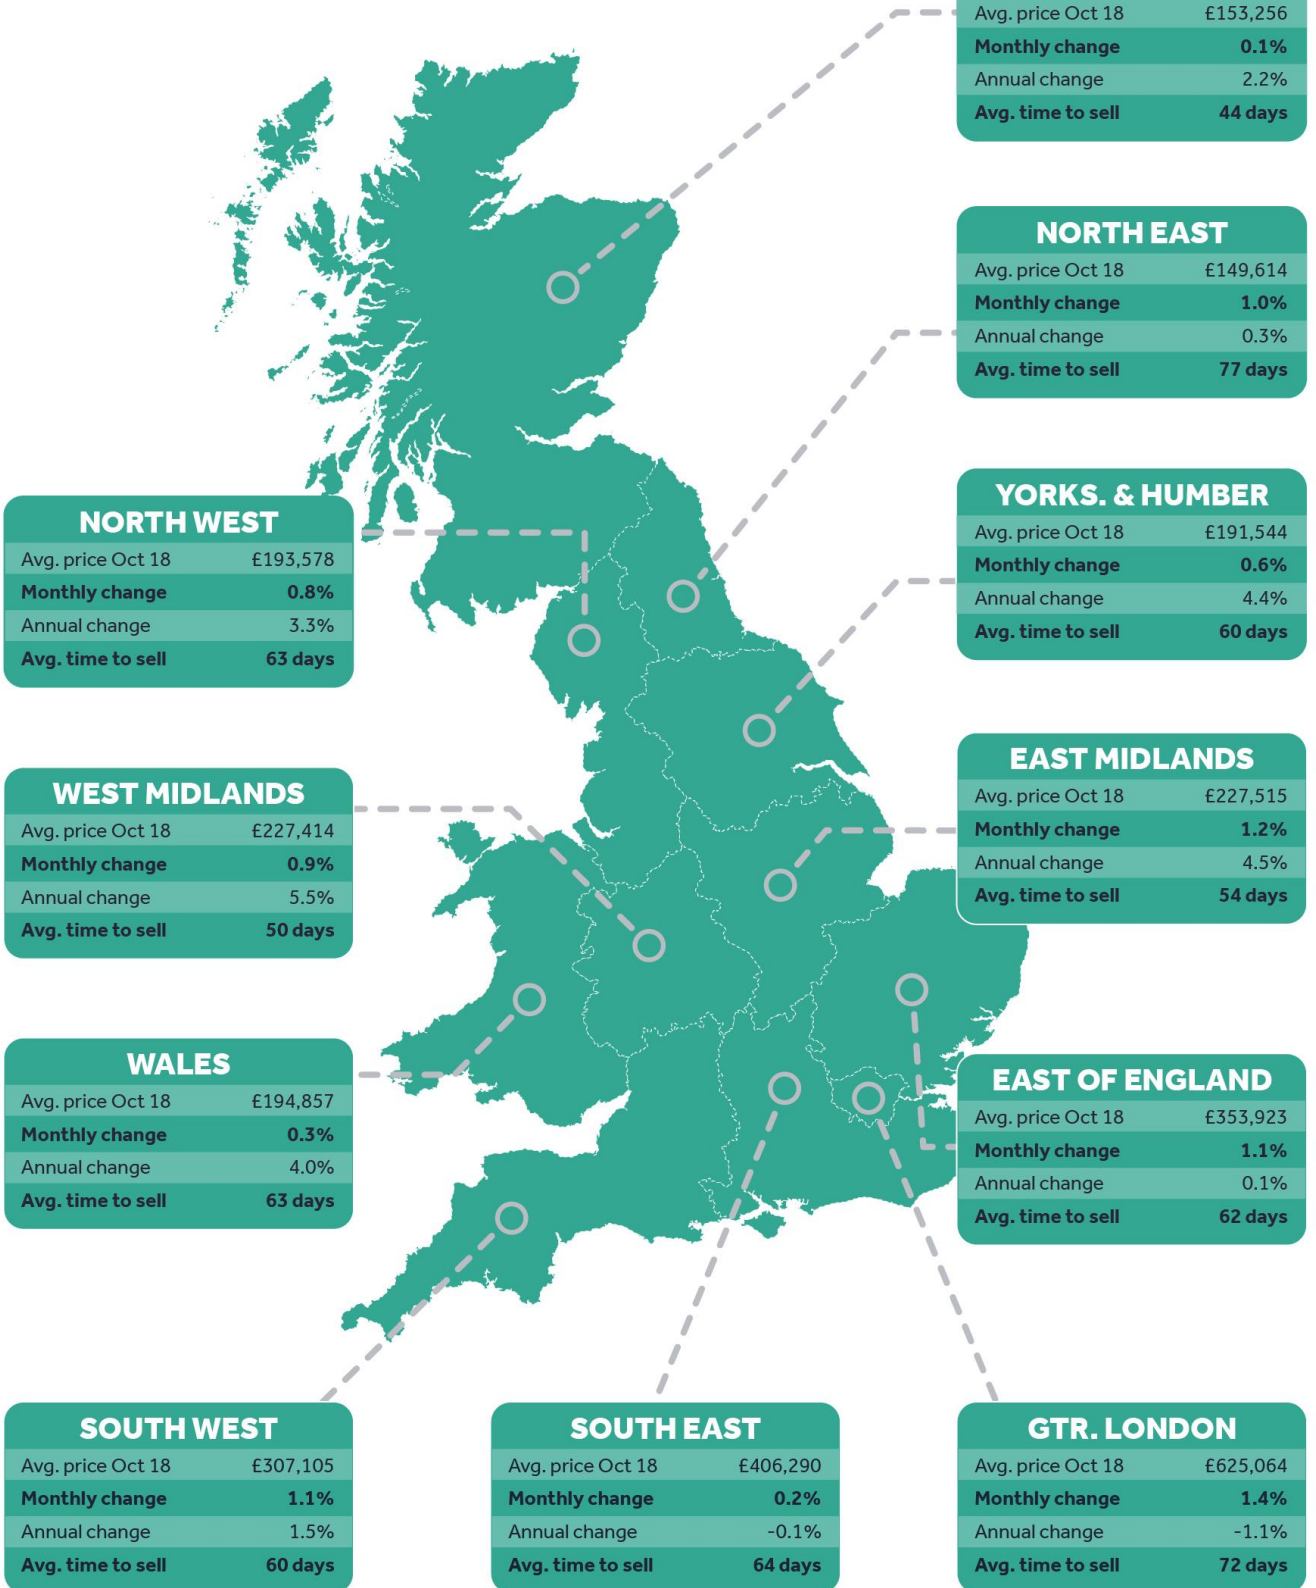 Avg. price Oct 18 £153,256
Monthly change 0.1%
Annual change 2.2%
Avg. time to sell 44 days
NORTH EAST
Avg. price Oct 18 £149,614
Monthly change 1.0%
Annual change 0.3%
Avg. time to sell 77 days
YORKS. & HUMBER
Avg. price Oct 18 £191,544
Monthly change 0.6%
Annual change 4.4%
Avg. time to sell 60 days
NORTH WEST
Avg. price Oct 18 £193,578
Monthly change 0.8%
Annual change 3.3%
Avg. time to sell 63 days
EAST MIDLANDS
Avg. price Oct 18 £227,515
Monthly change 1.2%
Annual change 4.5%
Avg. time to sell 54 days
WEST MIDLANDS
Avg. price Oct 18 £227,414
Monthly change 0.9%
Annual change 5.5%
Avg. time to sell 50 days
WALES
Avg. price Oct 18 £194,857
Monthly change 0.3%
Annual change 4.0%
Avg. time to sell 63 days
EAST OF ENGLAND
Avg. price Oct 18 £353,923
Monthly change 1.1%
Annual change 0.1%
Avg. time to sell 62 days
SOUTH WEST
Avg. price Oct 18 £307,105
Monthly change 1.1%
Annual change 1.5%
Avg. time to sell 60 days
SOUTH EAST
Avg. price Oct 18 £406,290
Monthly change 0.2%
Annual change -0.1%
Avg. time to sell 64 days
GTR. LONDON
Avg. price Oct 18 £625,064
Monthly change 1.4%
Annual change -1.1%
Avg. time to sell 72 days